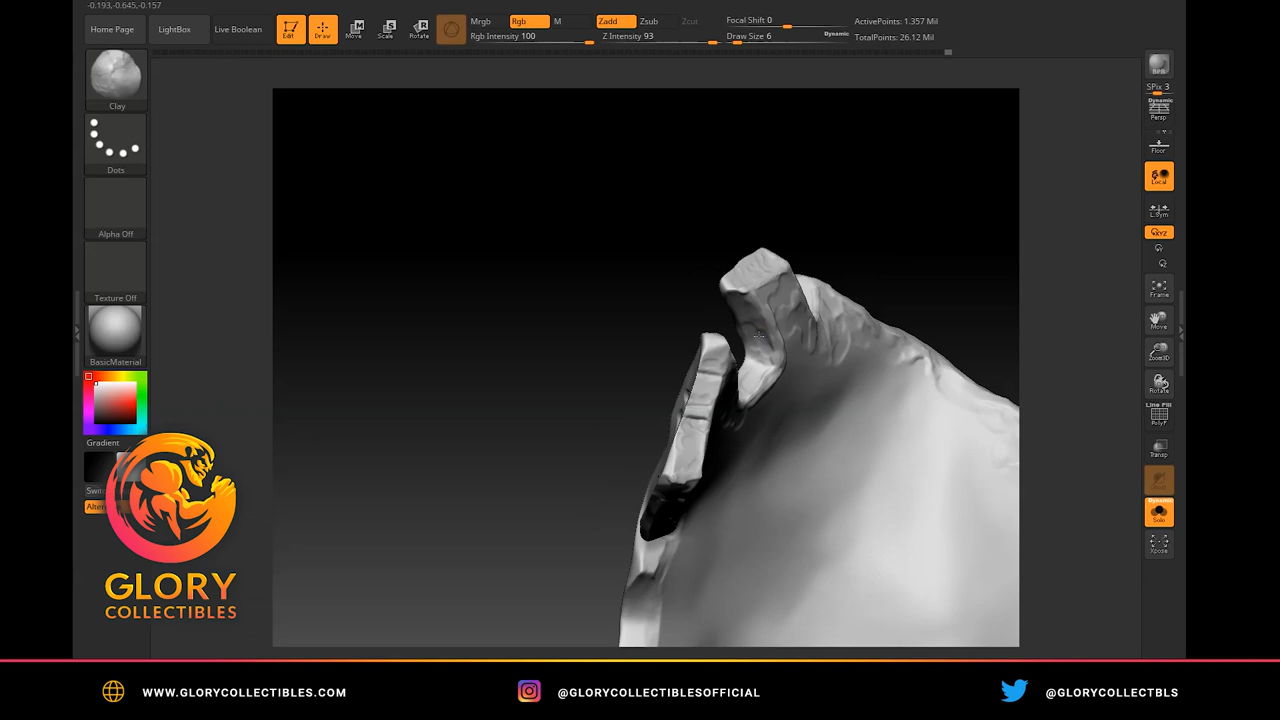 -0.193,-0.645,-0.157
Home Page
LightBox
Live Boolean
Edit
Draw
Move
Scale
Rotate
Mrgb
Rgb
M
Rgb Intensity 100
Zadd
Zsub
Zcut
Z Intensity 93
Focal Shift 0
Draw Size 6
Dynamic
ActivePoints: 1.357 Mil
TotalPoints: 26.12 Mil
Clay
Dots
Alpha Off
Texture Off
BasicMaterial
Gradient
BPR
SPix 3
Dynamic
Persp
Floor
Local
L.Sym
XYZ
Frame
Move
Zoom3D
Rotate
Line Fill
PolyF
Transp
Dynamic
Solo
Xpose
GLORY
COLLECTIBLES
WWW.GLORYCOLLECTIBLES.COM
@GLORYCOLLECTIBLESOFFICIAL
@GLORYCOLLECTBLS